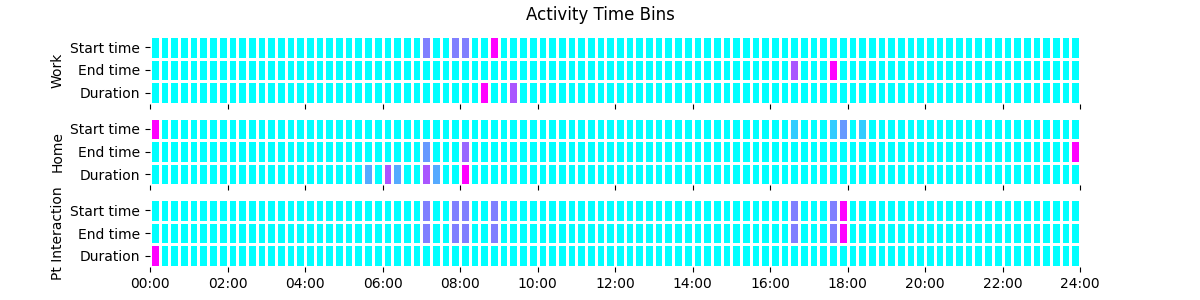 Activity Time Bins
Work
Start time
End time
Duration
Home
Start time
End time
Duration
Pt Interaction
Start time
End time
Duration
00:00 02:00 04:00 06:00 08:00 10:00 12:00 14:00 16:00 18:00 20:00 22:00 24:00